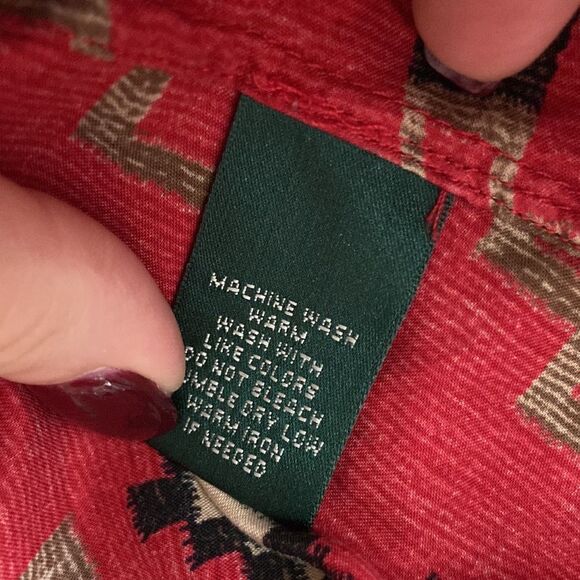 MACHINE WASH
WARM
WASH WITH
LIKE COLORS
DO NOT BLEACH
TUMBLE DRY LOW
WARM IRON
IF NEEDED